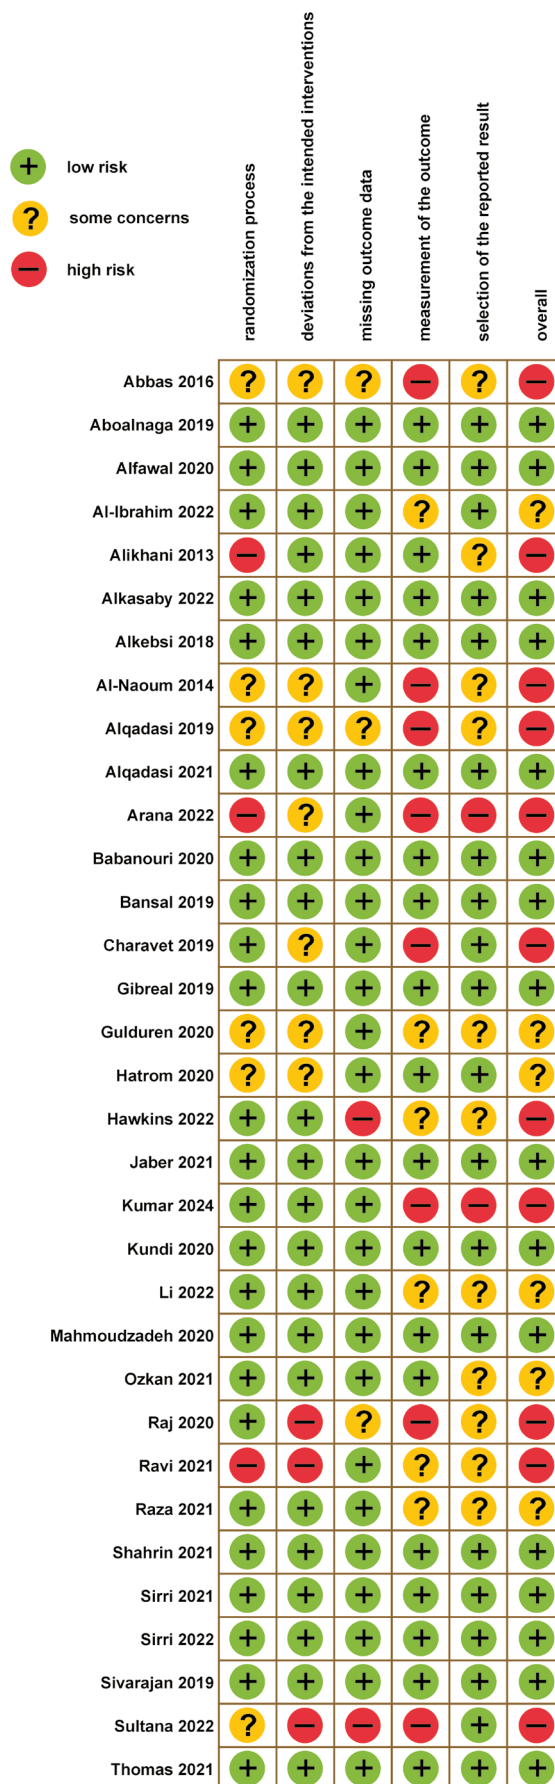 low risk
some concerns
high risk
randomization process
deviations from the intended interventions
missing outcome data
measurement of the outcome
selection of the reported result
overall
Abbas 2016 ? ? ? − ? −
Aboalnaga 2019 + + + + + +
Alfawal 2020 + + + + + +
Al-Ibrahim 2022 + + + ? + ?
Alikhani 2013 − + + + ? −
Alkasaby 2022 + + + + + +
Alkebsi 2018 + + + + + +
Al-Naoum 2014 ? ? + − ? −
Alqadasi 2019 ? ? ? − ? −
Alqadasi 2021 + + + + + +
Arana 2022 − ? + − − −
Babanouri 2020 + + + + + +
Bansal 2019 + + + + + +
Charavet 2019 + ? + − + −
Gibreal 2019 + + + + + +
Gulduren 2020 ? ? + ? ? ?
Hatrom 2020 ? ? + + + ?
Hawkins 2022 + + − ? ? −
Jaber 2021 + + + + + +
Kumar 2024 + + + − − −
Kundi 2020 + + + + + +
Li 2022 + + + ? ? ?
Mahmoudzadeh 2020 + + + + + +
Ozkan 2021 + + + + ? ?
Raj 2020 + − ? − ? −
Ravi 2021 − − + ? ? −
Raza 2021 + + + ? ? ?
Shahrin 2021 + + + + + +
Sirri 2021 + + + + + +
Sirri 2022 + + + + + +
Sivarajan 2019 + + + + + +
Sultana 2022 ? − − − + −
Thomas 2021 + + + + + +